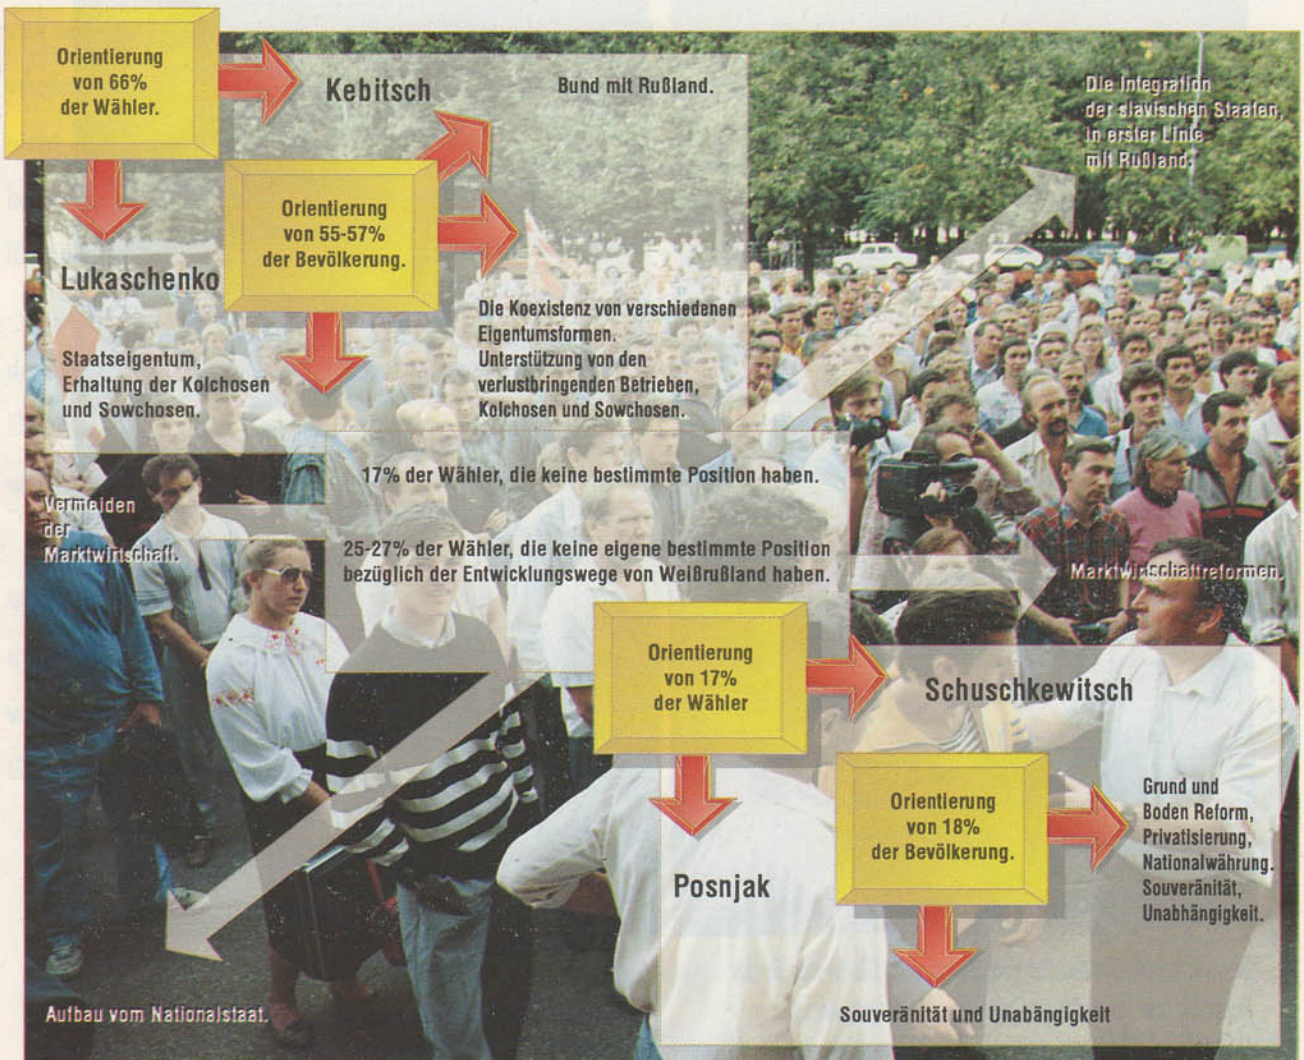 Orientierung
von 66%
der Wähler.
Kebitsch
Bund mit Rußland.
Die Integration
der slavischen Staaten,
in erster Linie
mit Rußland.
Orientierung
von 55-57%
der Bevölkerung.
Lukaschenko
Staatseigentum,
Erhaltung der Kolchosen
und Sowchosen.
Die Koexistenz von verschiedenen
Eigentumsformen.
Unterstützung von den
verlustbringenden Betrieben,
Kolchosen und Sowchosen.
17% der Wähler, die keine bestimmte Position haben.
Vermeiden
der
Marktwirtschaft.
25-27% der Wähler, die keine eigene bestimmte Position
bezüglich der Entwicklungswege von Weißrußland haben.
Marktwirtschaftreformen.
Orientierung
von 17%
der Wähler
Schuschkewitsch
Orientierung
von 18%
der Bevölkerung.
Grund und
Boden Reform,
Privatisierung,
Nationalwährung.
Souveränität,
Unabhängigkeit.
Posnjak
Aufbau vom Nationalstaat.
Souveränität und Unabängigkeit